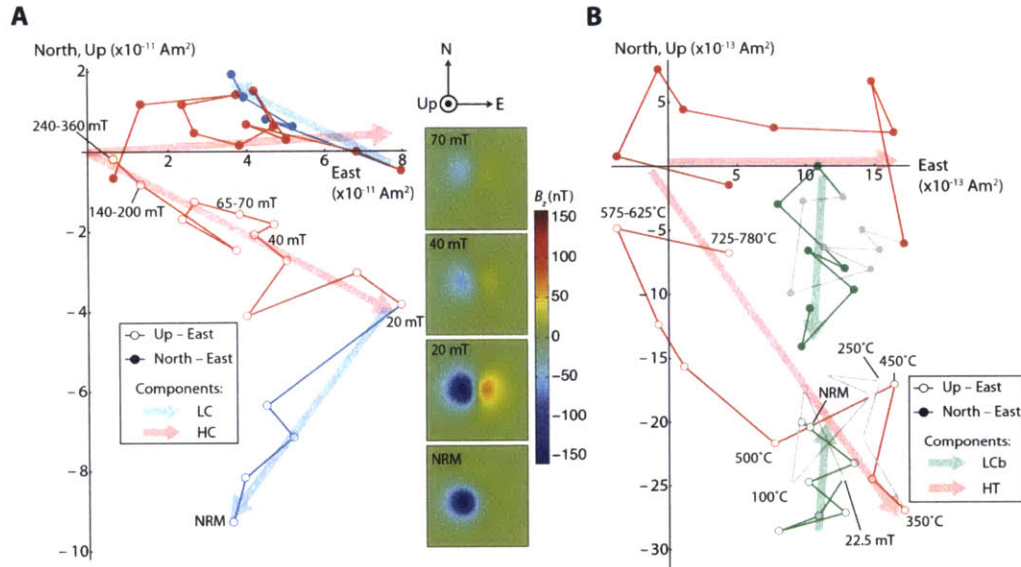 A
North, Up (x10⁻¹¹ Am²)
2
240-360 mT
2
4
6
8
East
(x10⁻¹¹ Am²)
140-200 mT
65-70 mT
- 2
40 mT
- 4
20 mT
Up – East
North – East
Components:
LC
HC
- 6
- 8
NRM
- 10
N
Up
E
70 mT
40 mT
20 mT
NRM
B_z (nT)
150
100
50
0
−50
−100
−150
B
North, Up (x10⁻¹³ Am²)
5
5
10
15
East
(x10⁻¹³ Am²)
575-625˚C
-5
725-780˚C
-10
-15
250˚C
450˚C
NRM
-20
500˚C
100˚C
-25
350˚C
22.5 mT
-30
Up – East
North – East
Components:
LCb
HT